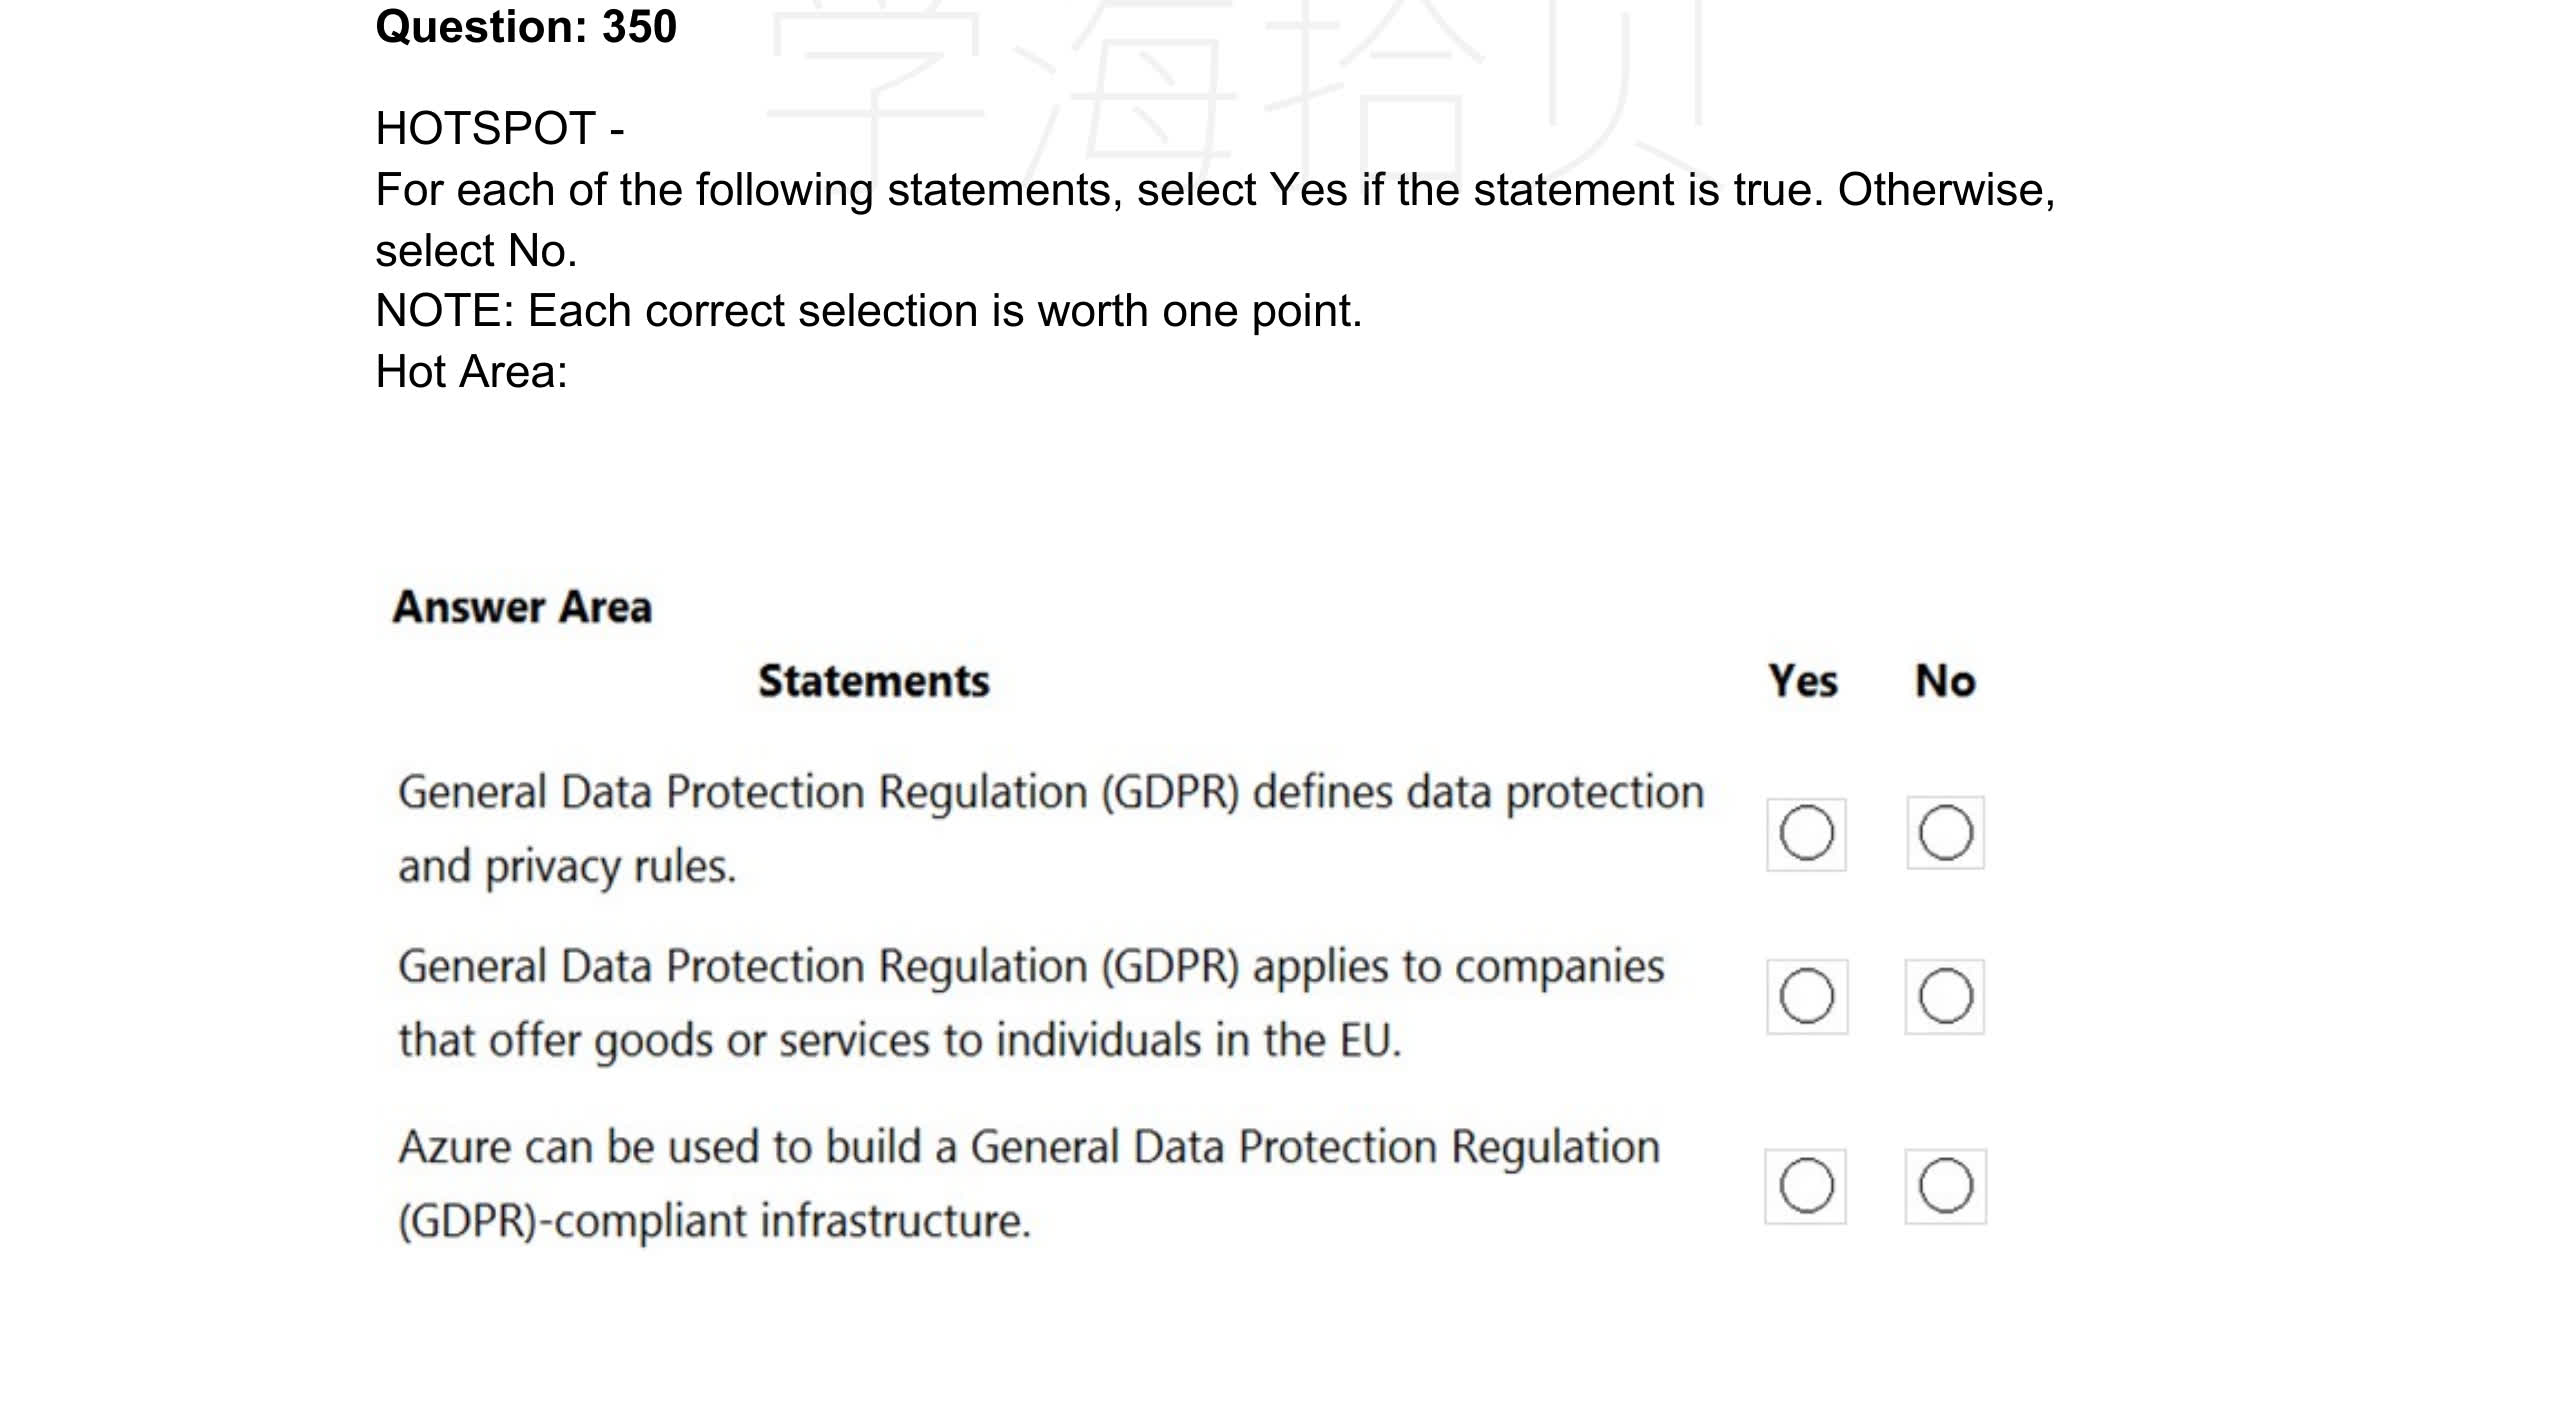 Question: 350
学海拾贝
HOTSPOT -
For each of the following statements, select Yes if the statement is true. Otherwise,
select No.
NOTE: Each correct selection is worth one point.
Hot Area:
Answer Area
Statements Yes No
General Data Protection Regulation (GDPR) defines data protection
and privacy rules.
General Data Protection Regulation (GDPR) applies to companies
that offer goods or services to individuals in the EU.
Azure can be used to build a General Data Protection Regulation
(GDPR)-compliant infrastructure.